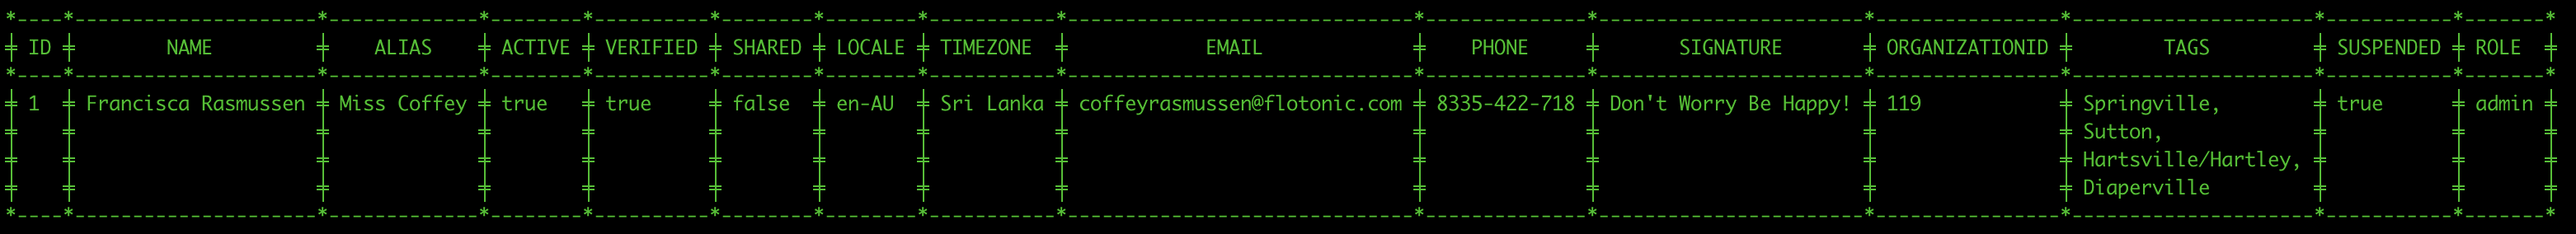 ID NAME ALIAS ACTIVE VERIFIED SHARED LOCALE TIMEZONE EMAIL PHONE SIGNATURE ORGANIZATIONID TAGS SUSPENDED ROLE
1 Francisca Rasmussen Miss Coffey true true false en-AU Sri Lanka coffeyrasmussen@flotonic.com 8335-422-718 Don't Worry Be Happy! 119 Springville, true admin
Sutton,
Hartsville/Hartley,
Diaperville